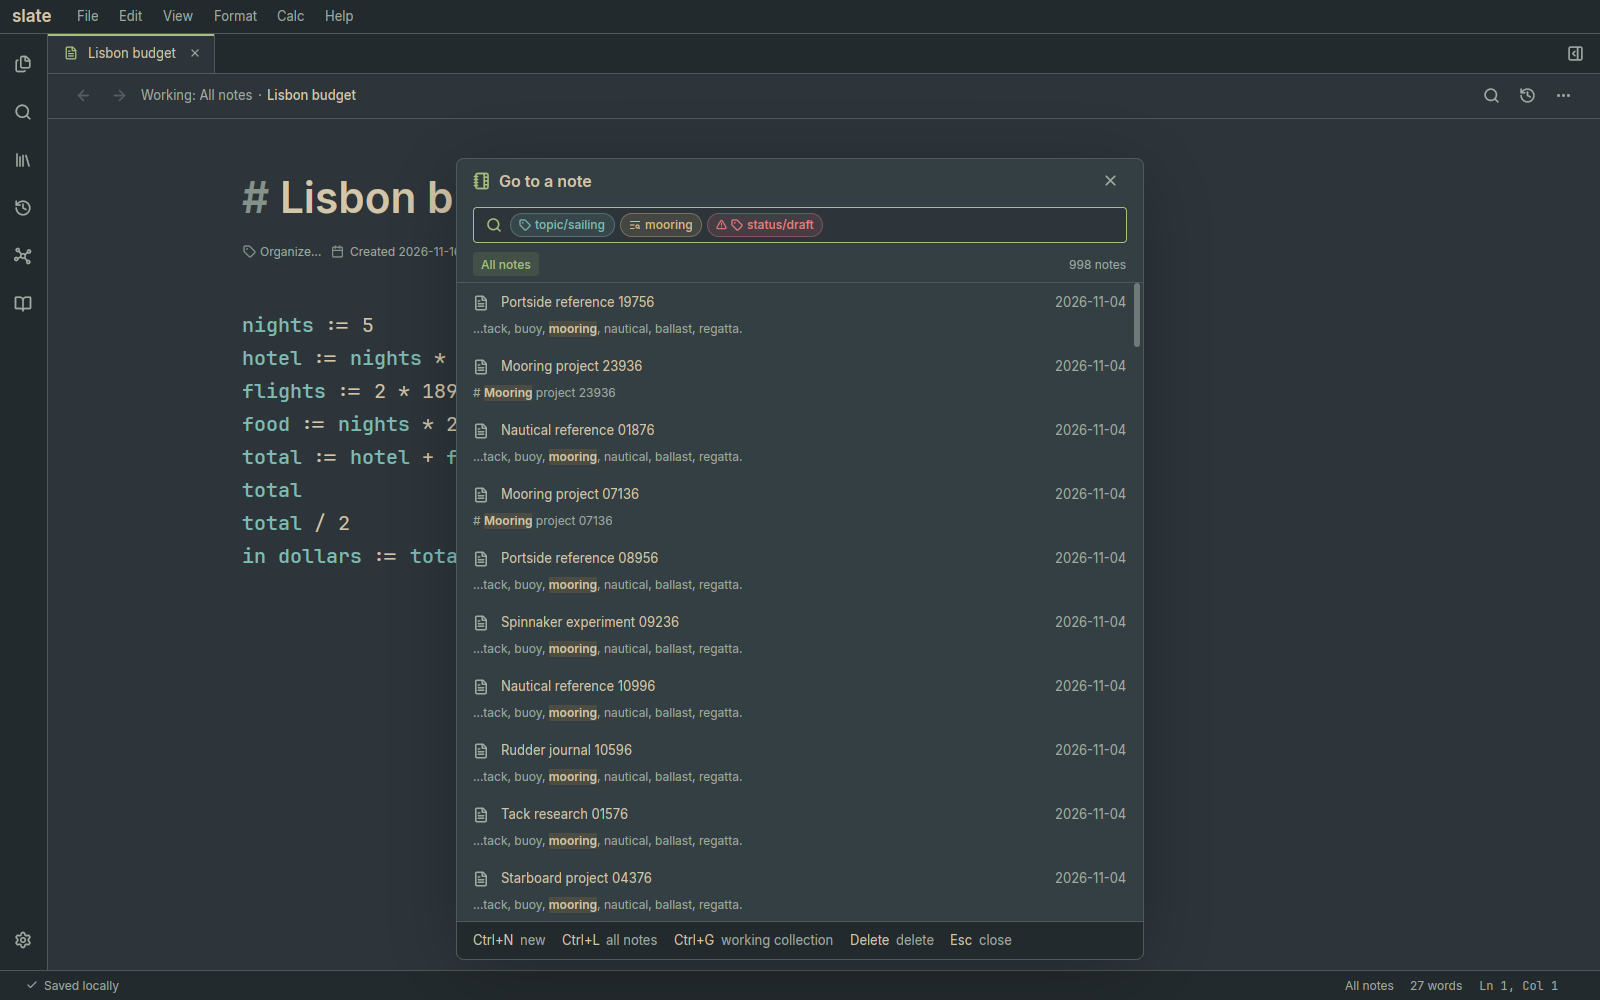 slate File Edit View Format Calc Help
Lisbon budget
Working: All notes · Lisbon budget
# Lisbon b
Organize... Created 2026-11-1
nights := 5
hotel := nights *
flights := 2 * 189
food := nights * 2
total := hotel + f
total
total / 2
in dollars := tota
Go to a note
topic/sailing mooring status/draft
All notes 998 notes
Portside reference 19756 2026-11-04
...tack, buoy, mooring, nautical, ballast, regatta.
Mooring project 23936 2026-11-04
# Mooring project 23936
Nautical reference 01876 2026-11-04
...tack, buoy, mooring, nautical, ballast, regatta.
Mooring project 07136 2026-11-04
# Mooring project 07136
Portside reference 08956 2026-11-04
...tack, buoy, mooring, nautical, ballast, regatta.
Spinnaker experiment 09236 2026-11-04
...tack, buoy, mooring, nautical, ballast, regatta.
Nautical reference 10996 2026-11-04
...tack, buoy, mooring, nautical, ballast, regatta.
Rudder journal 10596 2026-11-04
...tack, buoy, mooring, nautical, ballast, regatta.
Tack research 01576 2026-11-04
...tack, buoy, mooring, nautical, ballast, regatta.
Starboard project 04376 2026-11-04
...tack, buoy, mooring, nautical, ballast, regatta.
Ctrl+N new Ctrl+L all notes Ctrl+G working collection Delete delete Esc close
Saved locally All notes 27 words Ln 1, Col 1